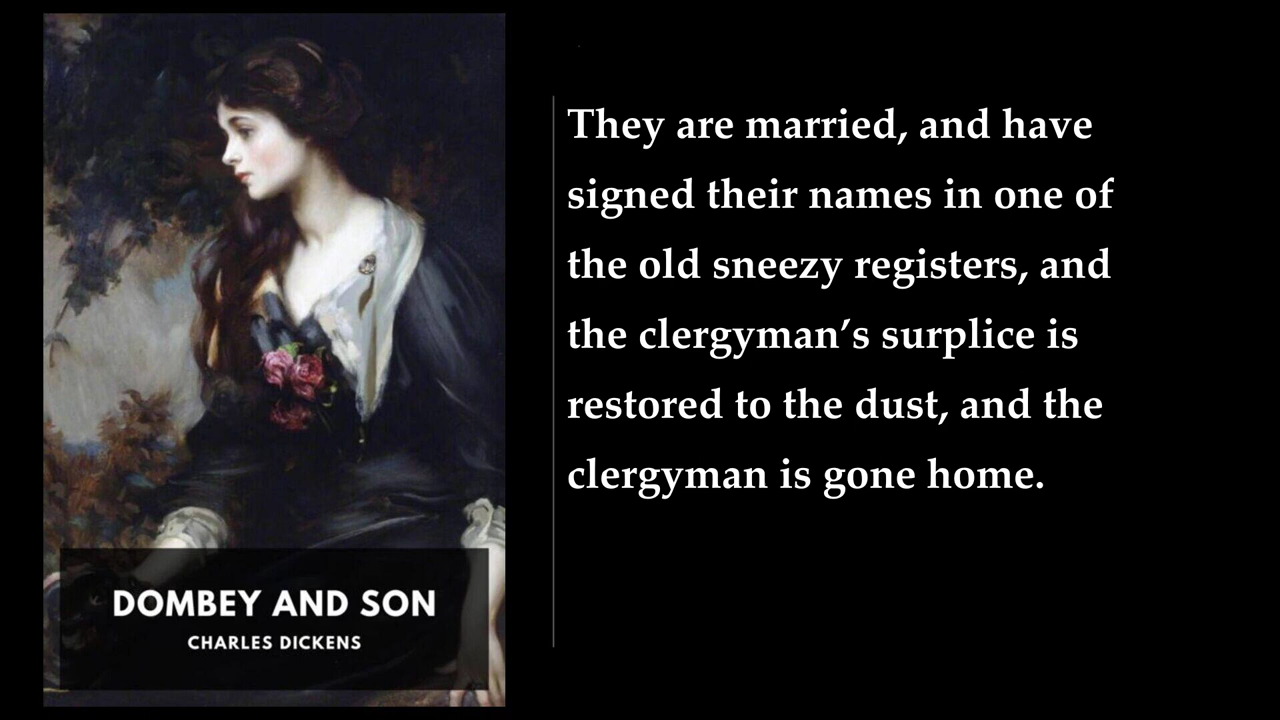 They are married, and have
signed their names in one of
the old sneezy registers, and
the clergyman’s surplice is
restored to the dust, and the
clergyman is gone home.
DOMBEY AND SON
CHARLES DICKENS